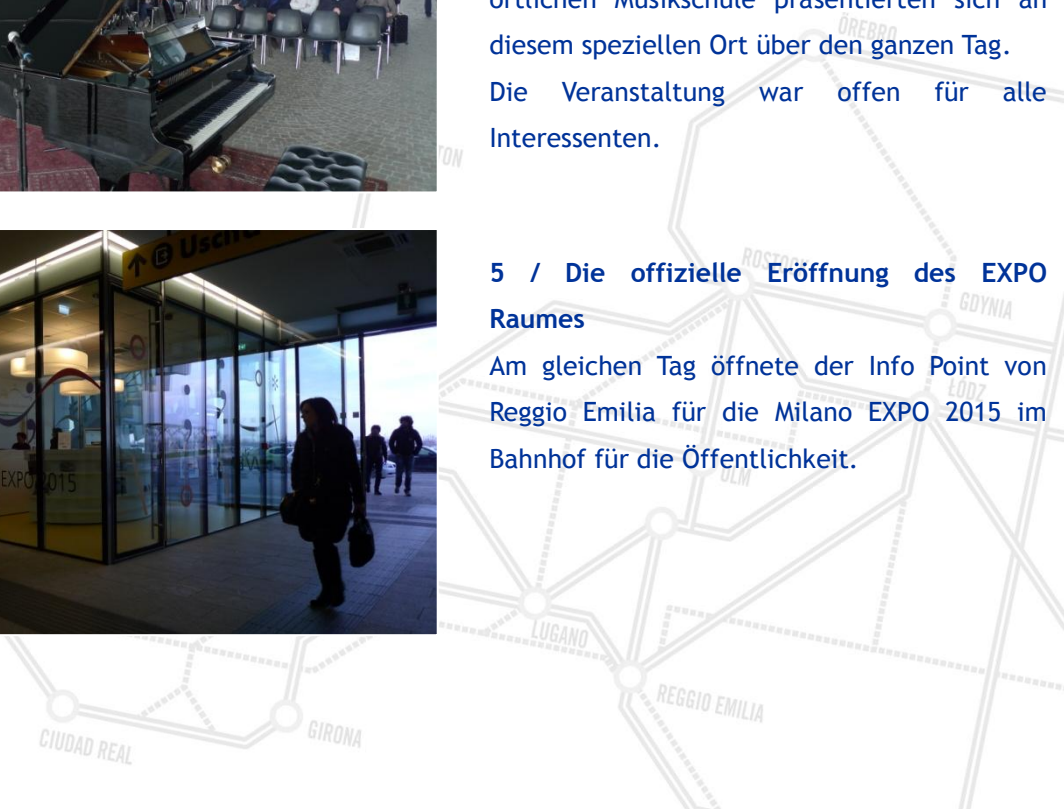 örtlichen Musikschule präsentierten sich an
diesem speziellen Ort über den ganzen Tag.
Die Veranstaltung war offen für alle
Interessenten.
5 / Die offizielle Eröffnung des EXPO
Raumes
Am gleichen Tag öffnete der Info Point von
Reggio Emilia für die Milano EXPO 2015 im
Bahnhof für die Öffentlichkeit.
EXPO 2015
ÖREBRO
TON
GDYNIA
ŁÓDZ
ULM
LUGANO
REGGIO EMILIA
GIRONA
CIUDAD REAL